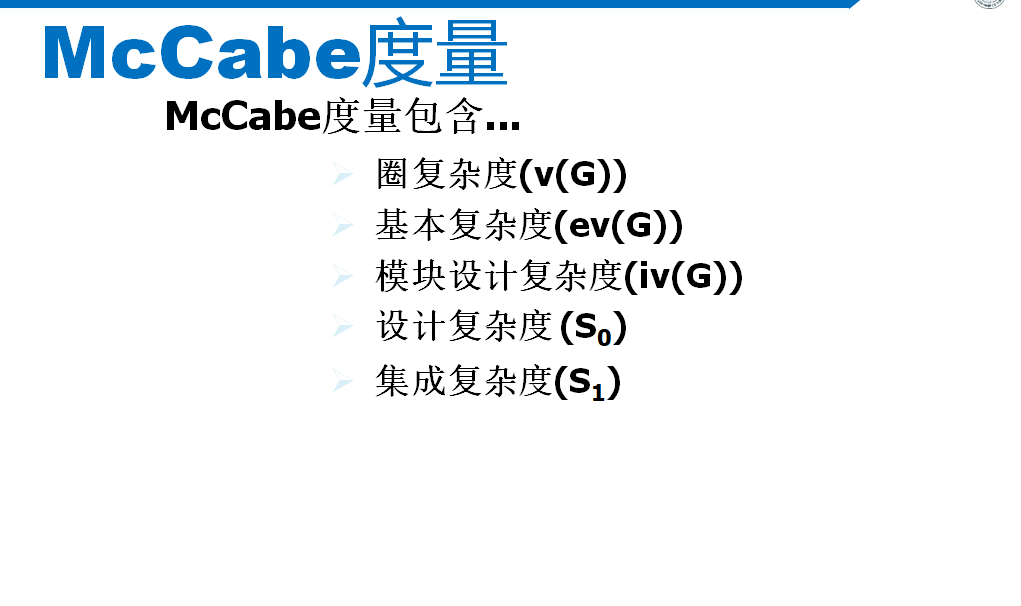 McCabe度量
McCabe度量包含...
圈复杂度(v(G))
基本复杂度(ev(G))
模块设计复杂度(iv(G))
设计复杂度 (S₀)
集成复杂度(S₁)